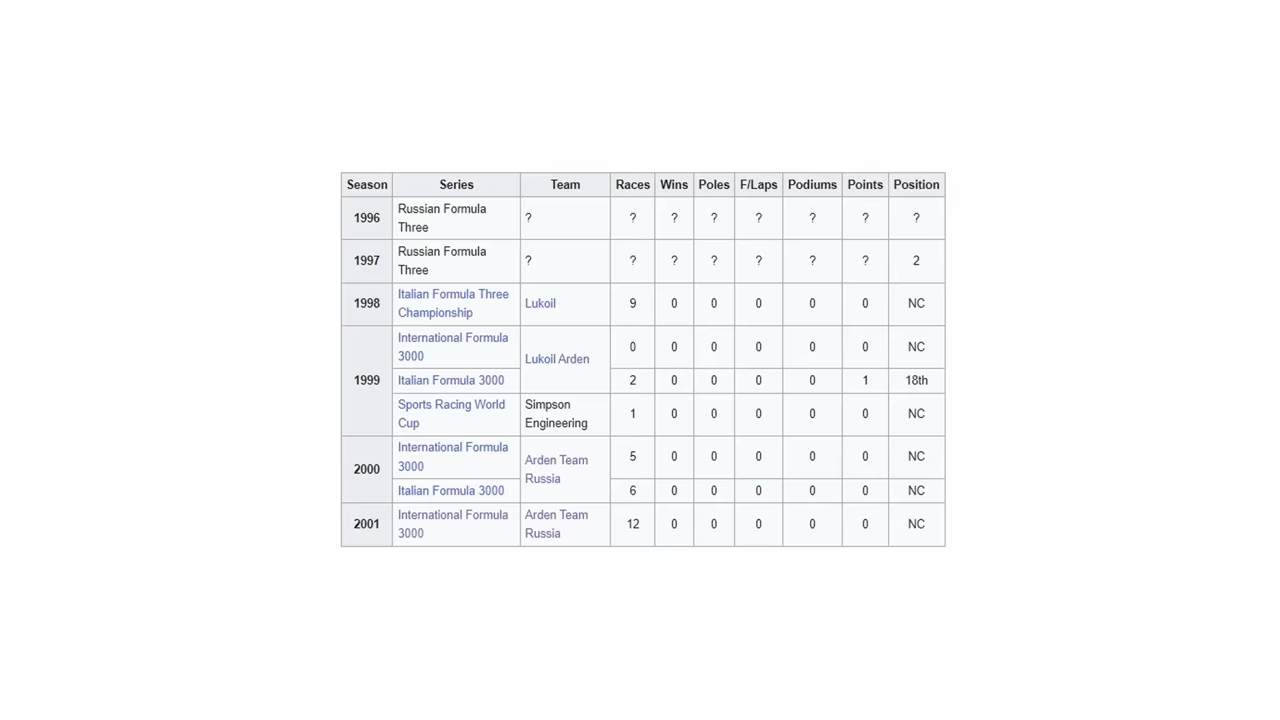 Season Series Team Races Wins Poles F/Laps Podiums Points Position
1996 Russian Formula Three ? ? ? ? ? ? ? ?
1997 Russian Formula Three ? ? ? ? ? ? ? 2
1998 Italian Formula Three Championship Lukoil 9 0 0 0 0 0 NC
1999 International Formula 3000 Lukoil Arden 0 0 0 0 0 0 NC
Italian Formula 3000 2 0 0 0 0 1 18th
Sports Racing World Cup Simpson Engineering 1 0 0 0 0 0 NC
2000 International Formula 3000 Arden Team Russia 5 0 0 0 0 0 NC
Italian Formula 3000 6 0 0 0 0 0 NC
2001 International Formula 3000 Arden Team Russia 12 0 0 0 0 0 NC